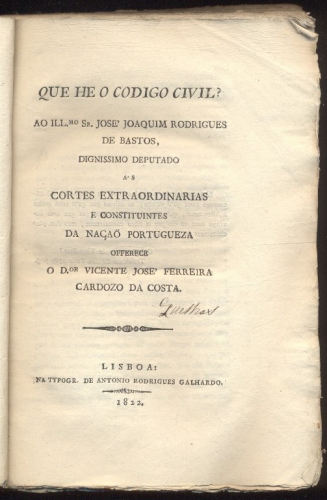 QUE HE O CODIGO CIVIL?
AO ILL.MO SR. JOSE' JOAQUIM RODRIGUES
DE BASTOS,
DIGNISSIMO DEPUTADO
A'S
CORTES EXTRAORDINARIAS
E CONSTITUINTES
DA NAÇAÕ PORTUGUEZA
OFFERECE
O D.OR VICENTE JOSE' FERREIRA
CARDOZO DA COSTA.
LISBOA:
NA TYPOGR. DE ANTONIO RODRIGUES GALHARDO.
1822.